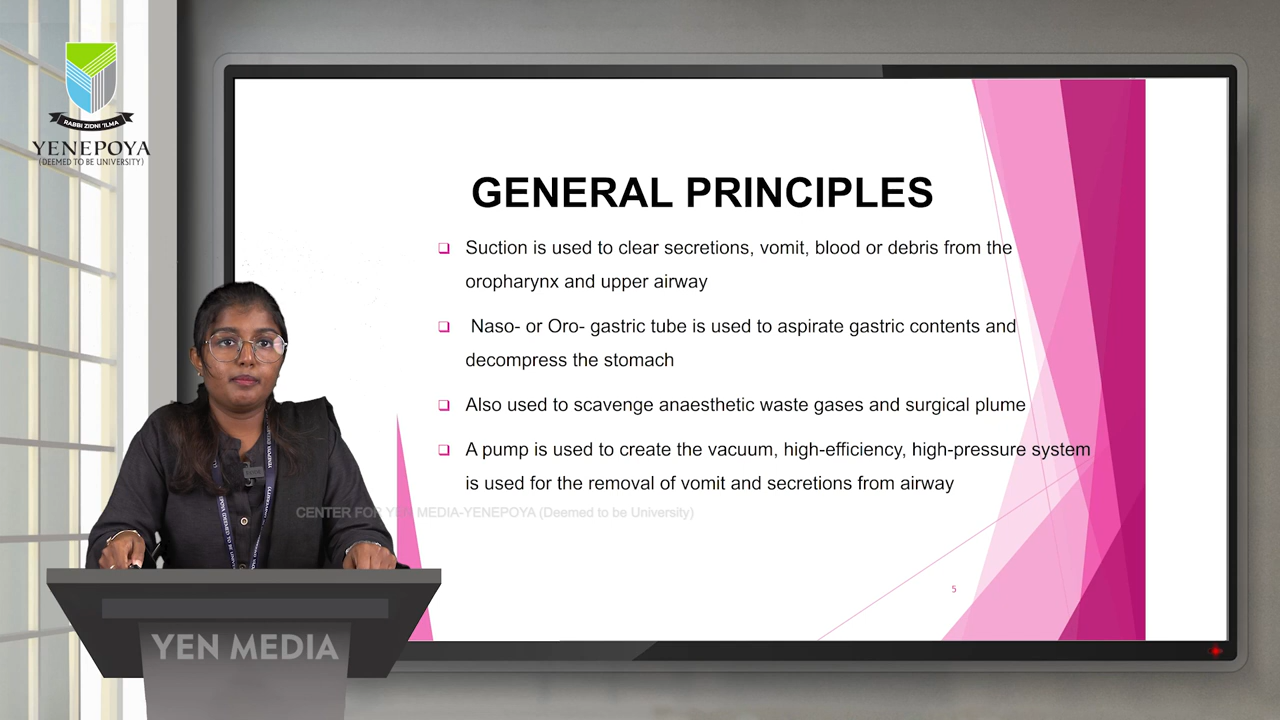 RABBI ZIDNI 'ILMA
YENEPOYA
(DEEMED TO BE UNIVERSITY)
GENERAL PRINCIPLES
Suction is used to clear secretions, vomit, blood or debris from the
oropharynx and upper airway
Naso- or Oro- gastric tube is used to aspirate gastric contents and
decompress the stomach
Also used to scavenge anaesthetic waste gases and surgical plume
A pump is used to create the vacuum, high-efficiency, high-pressure system
is used for the removal of vomit and secretions from airway
CENTER FOR YEN MEDIA-YENEPOYA (Deemed to be University)
5
YEN MEDIA